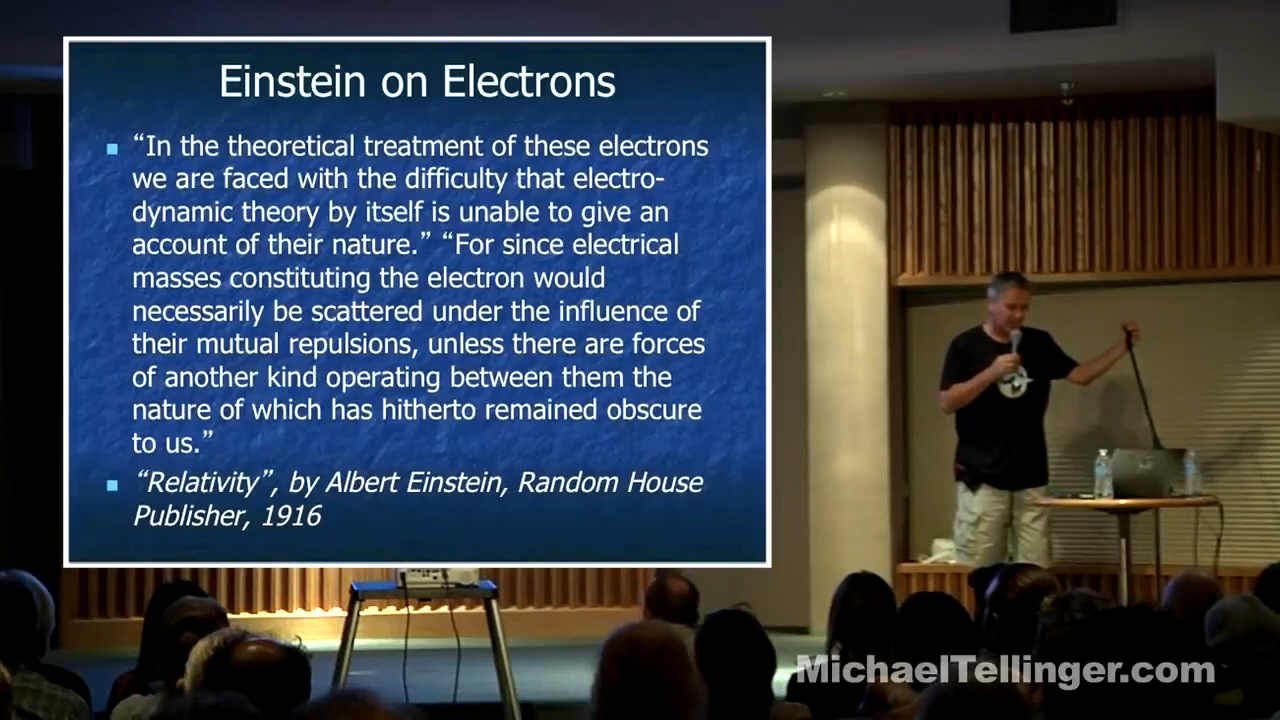 Einstein on Electrons
“In the theoretical treatment of these electrons
we are faced with the difficulty that electro-
dynamic theory by itself is unable to give an
account of their nature.” “For since electrical
masses constituting the electron would
necessarily be scattered under the influence of
their mutual repulsions, unless there are forces
of another kind operating between them the
nature of which has hitherto remained obscure
to us.”
“Relativity”, by Albert Einstein, Random House
Publisher, 1916
MichaelTellinger.com